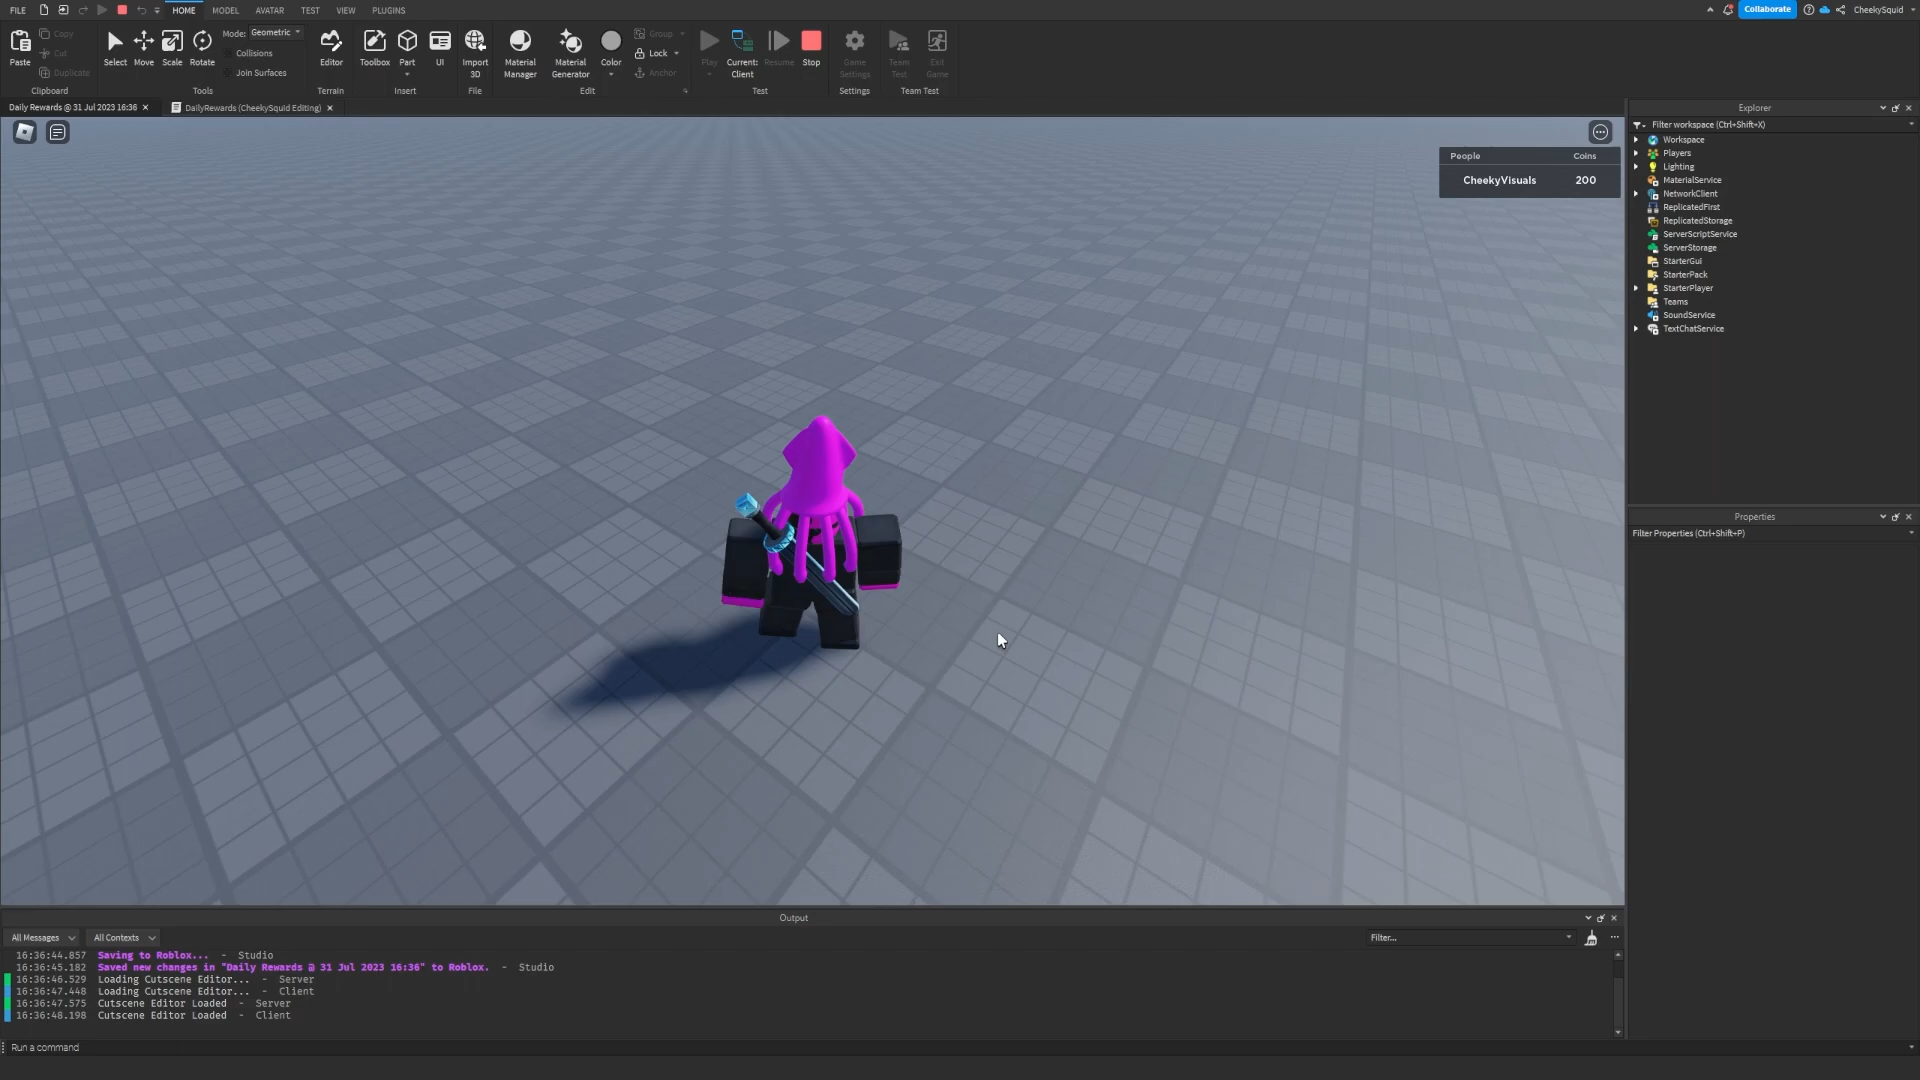 FILE
HOME
MODEL
AVATAR
TEST
VIEW
PLUGINS
Collaborate
CheekySquid
Paste
Copy
Cut
Duplicate
Clipboard
Select
Move
Scale
Rotate
Mode: Geometric
Collisions
Join Surfaces
Tools
Editor
Terrain
Toolbox
Part
UI
Insert
Import
3D
File
Material
Manager
Material
Generator
Color
Group
Lock
Anchor
Edit
Play
Current:
Client
Resume
Stop
Test
Game
Settings
Settings
Team
Test
Exit
Game
Team Test
Daily Rewards @ 31 Jul 2023 16:36
DailyRewards (CheekySquid Editing)
People Coins
CheekyVisuals 200
Explorer
Filter workspace (Ctrl+Shift+X)
Workspace
Players
Lighting
MaterialService
NetworkClient
ReplicatedFirst
ReplicatedStorage
ServerScriptService
ServerStorage
StarterGui
StarterPack
StarterPlayer
Teams
SoundService
TextChatService
Properties
Filter Properties (Ctrl+Shift+P)
Output
All Messages
All Contexts
Filter...
16:36:44.857 Saving to Roblox... - Studio
16:36:45.182 Saved new changes in "Daily Rewards @ 31 Jul 2023 16:36" to Roblox. - Studio
16:36:46.529 Loading Cutscene Editor... - Server
16:36:47.448 Loading Cutscene Editor... - Client
16:36:47.575 Cutscene Editor Loaded - Server
16:36:48.198 Cutscene Editor Loaded - Client
Run a command